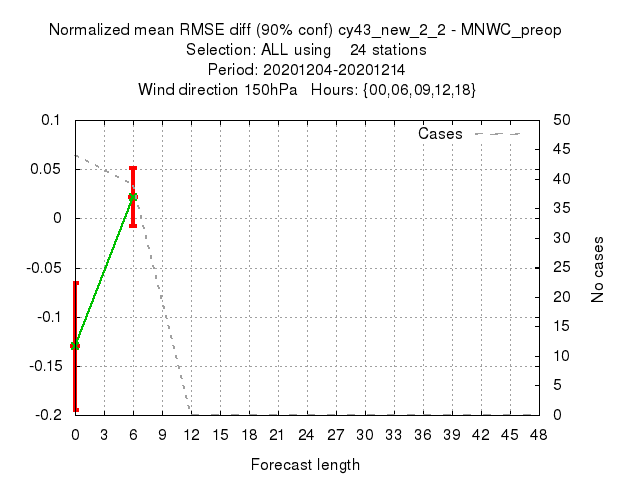 Normalized mean RMSE diff (90% conf) cy43_new_2_2 - MNWC_preop
Selection: ALL using    24 stations
Period: 20201204-20201214
Wind direction 150hPa   Hours: {00,06,09,12,18}
Cases
0.1
0.05
0
-0.05
-0.1
-0.15
-0.2
50
45
40
35
30
25
20
15
10
5
0
No cases
0 3 6 9 12 15 18 21 24 27 30 33 36 39 42 45 48
Forecast length